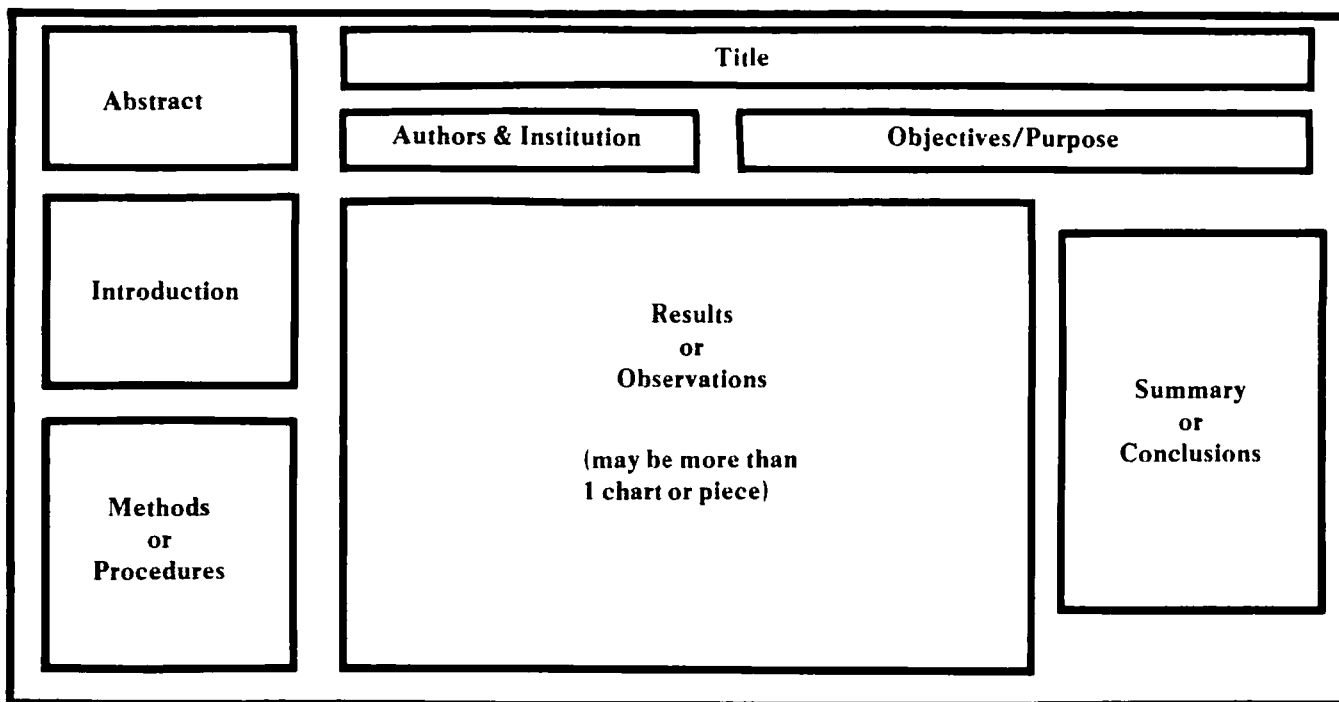 Abstract
Title
Authors & Institution
Objectives/Purpose
Introduction
Results
or
Observations
(may be more than
1 chart or piece)
Summary
or
Conclusions
Methods
or
Procedures